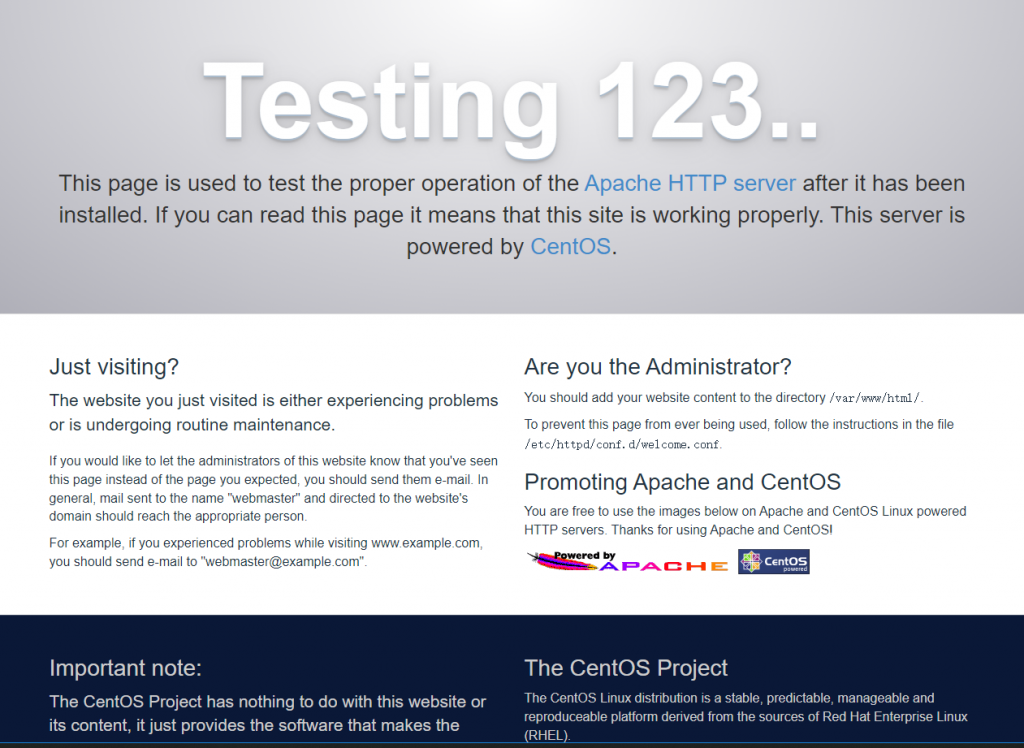 Testing 123..
This page is used to test the proper operation of the Apache HTTP server after it has been
installed. If you can read this page it means that this site is working properly. This server is
powered by CentOS.
Just visiting?
The website you just visited is either experiencing problems
or is undergoing routine maintenance.
If you would like to let the administrators of this website know that you've seen
this page instead of the page you expected, you should send them e-mail. In
general, mail sent to the name "webmaster" and directed to the website's
domain should reach the appropriate person.
For example, if you experienced problems while visiting www.example.com,
you should send e-mail to "webmaster@example.com".
Are you the Administrator?
You should add your website content to the directory /var/www/html/.
To prevent this page from ever being used, follow the instructions in the file
/etc/httpd/conf.d/welcome.conf.
Promoting Apache and CentOS
You are free to use the images below on Apache and CentOS Linux powered
HTTP servers. Thanks for using Apache and CentOS!
Powered by
APACHE
CentOS
powered
Important note:
The CentOS Project has nothing to do with this website or
its content, it just provides the software that makes the
The CentOS Project
The CentOS Linux distribution is a stable, predictable, manageable and
reproduceable platform derived from the sources of Red Hat Enterprise Linux
(RHEL).